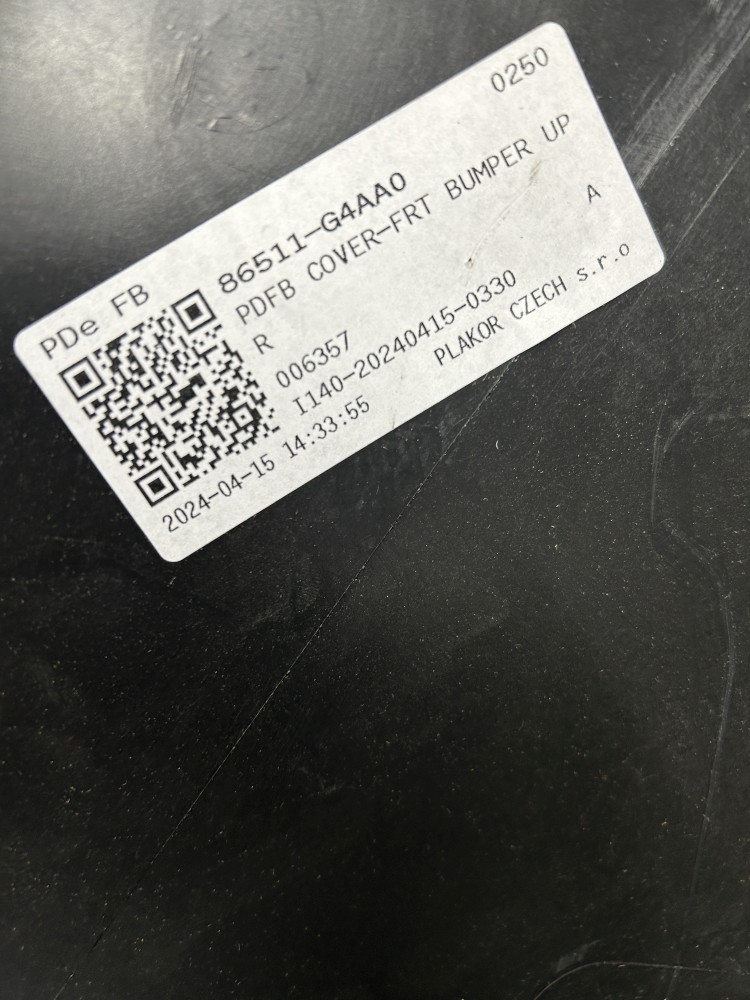 0250
PDe FB
86511-G4AA0
PDFB COVER-FRT BUMPER UP
R
A
006357
I140-20240415-0330
2024-04-15 14:33:55
PLAKOR CZECH s.r.o